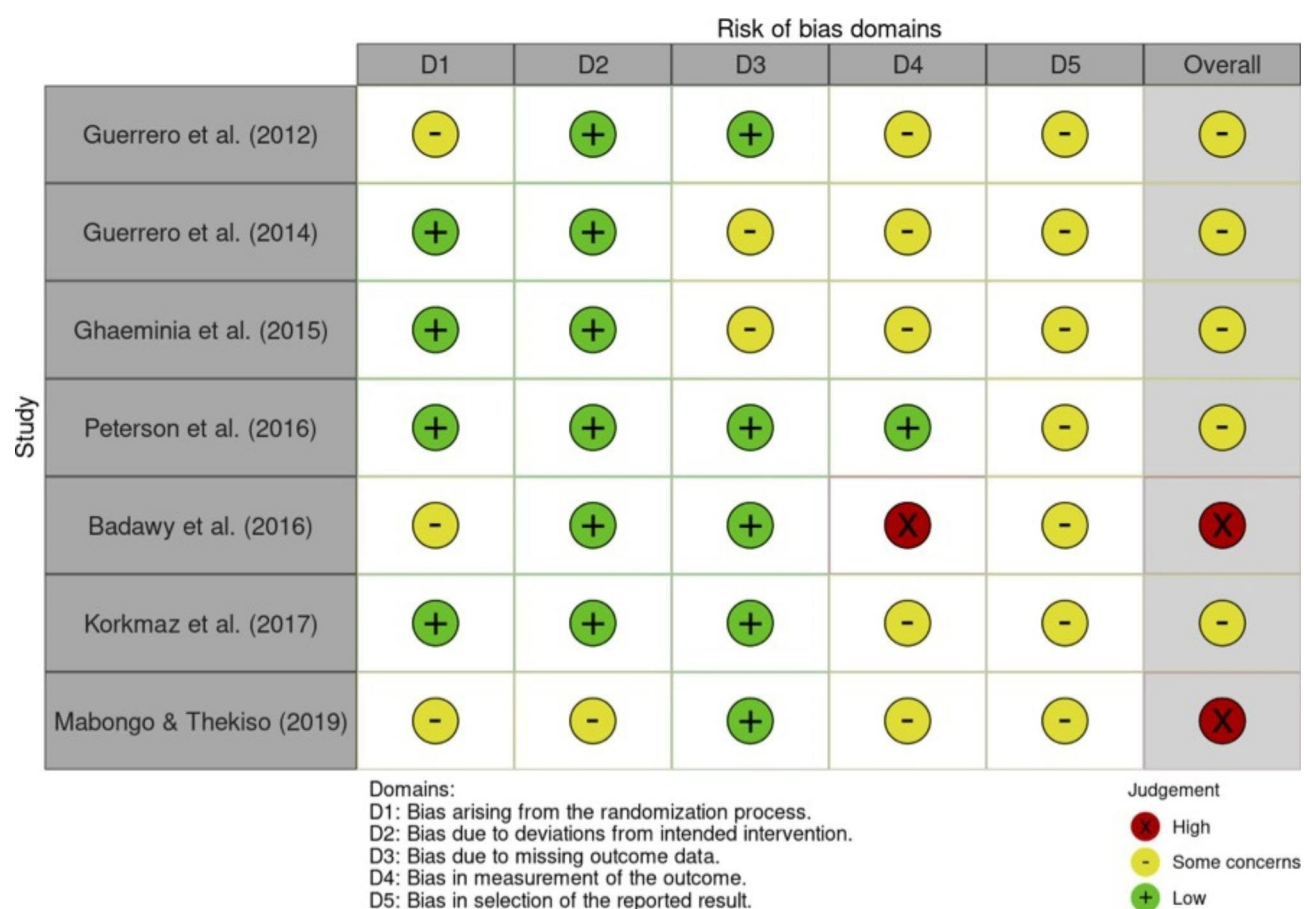 Risk of bias domains
D1 D2 D3 D4 D5 Overall
Study
Guerrero et al. (2012) - + + - - -
Guerrero et al. (2014) + + - - - -
Ghaeminia et al. (2015) + + - - - -
Peterson et al. (2016) + + + + - -
Badawy et al. (2016) - + + X - X
Korkmaz et al. (2017) + + + - - -
Mabongo & Thekiso (2019) - - + - - X
Domains:
D1: Bias arising from the randomization process.
D2: Bias due to deviations from intended intervention.
D3: Bias due to missing outcome data.
D4: Bias in measurement of the outcome.
D5: Bias in selection of the reported result.
Judgement
X High
- Some concerns
+ Low